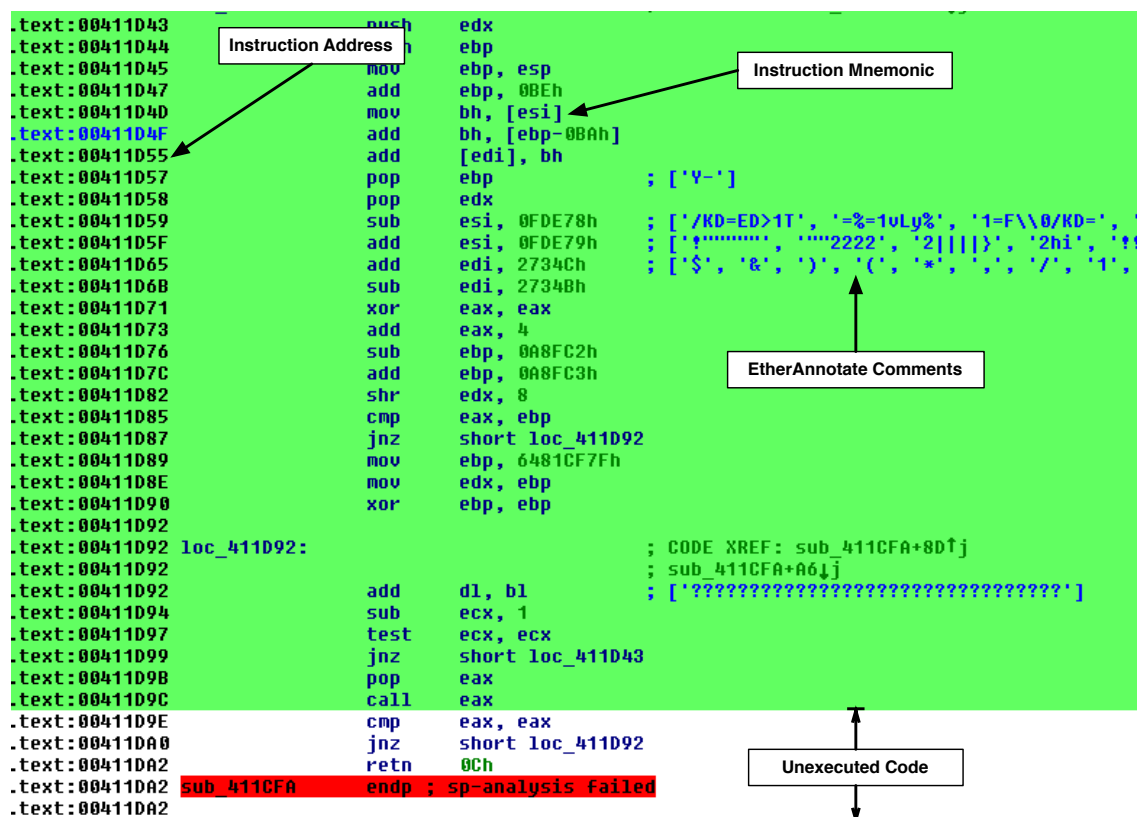 .text:00411D43 push edx
.text:00411D44 h ebp
Instruction Address
.text:00411D45 mov ebp, esp
Instruction Mnemonic
.text:00411D47 add ebp, 0BEh
.text:00411D4D mov bh, [esi]
.text:00411D4F add bh, [ebp-0BAh]
.text:00411D55 add [edi], bh
.text:00411D57 pop ebp ; ['Y-']
.text:00411D58 pop edx
.text:00411D59 sub esi, 0FDE78h ; ['/KD=ED>1T', '=%=1vLy%', '1=F\\0/KD=', '
.text:00411D5F add esi, 0FDE79h ; ['!"""""""', '"""2222', '2||||}', '2hi', '!!
.text:00411D65 add edi, 2734Ch ; ['$', '&', ')', '(', '*', ',', '/', '1',
.text:00411D6B sub edi, 2734Bh
.text:00411D71 xor eax, eax
.text:00411D73 add eax, 4
.text:00411D76 sub ebp, 0A8FC2h
EtherAnnotate Comments
.text:00411D7C add ebp, 0A8FC3h
.text:00411D82 shr edx, 8
.text:00411D85 cmp eax, ebp
.text:00411D87 jnz short loc_411D92
.text:00411D89 mov ebp, 6481CF7Fh
.text:00411D8E mov edx, ebp
.text:00411D90 xor ebp, ebp
.text:00411D92
.text:00411D92 loc_411D92: ; CODE XREF: sub_411CFA+8D↑j
.text:00411D92 ; sub_411CFA+A6↓j
.text:00411D92 add dl, bl ; ['????????????????????????????????']
.text:00411D94 sub ecx, 1
.text:00411D97 test ecx, ecx
.text:00411D99 jnz short loc_411D43
.text:00411D9B pop eax
.text:00411D9C call eax
.text:00411D9E cmp eax, eax
.text:00411DA0 jnz short loc_411D92
.text:00411DA2 retn 0Ch
Unexecuted Code
.text:00411DA2 sub_411CFA endp ; sp-analysis failed
.text:00411DA2